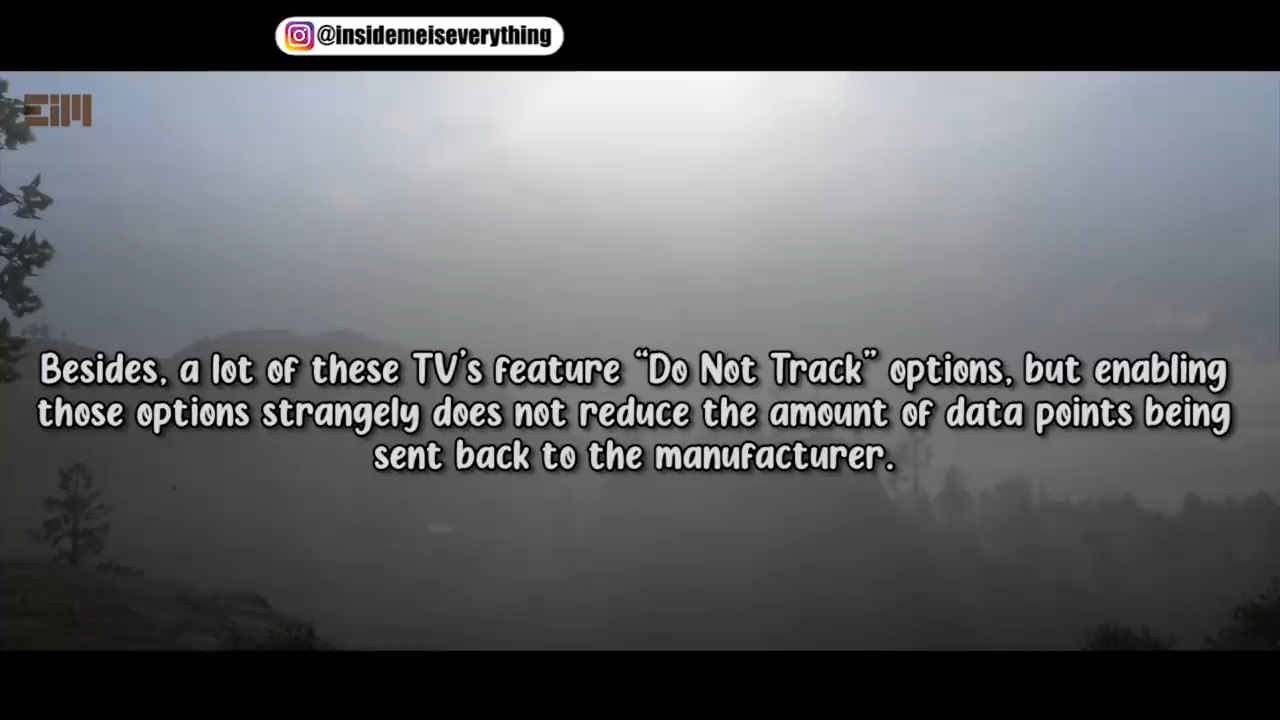 @insidemeiseverything
EiM
Besides, a lot of these TV's feature “Do Not Track” options, but enabling
those options strangely does not reduce the amount of data points being
sent back to the manufacturer.